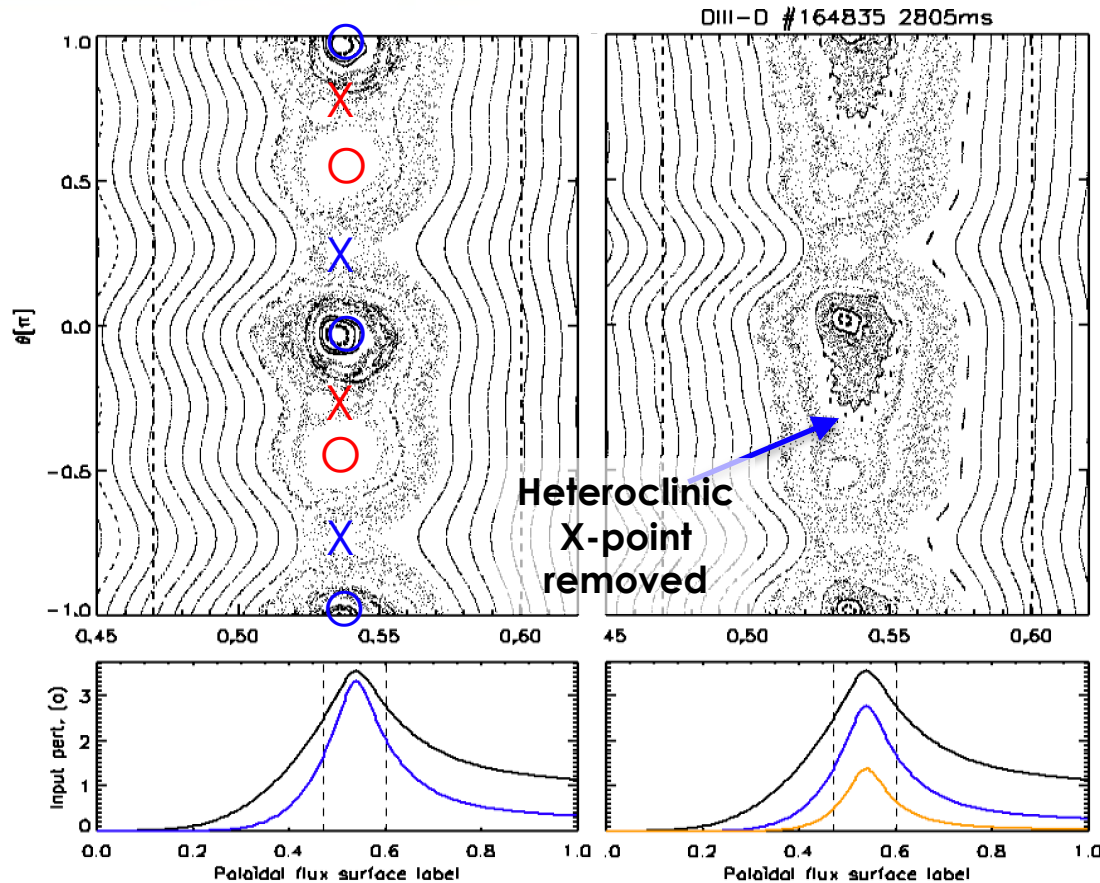 DIII-D #164835 2805ms
1.0
0.5
0.0
-0.5
-1.0
θ[π]
X
X
X
X
Heteroclinic
X-point
removed
0.45 0.50 0.55 0.60
45 0.50 0.55 0.60
3
2
1
0
Input pert. (a)
0.0 0.2 0.4 0.6 0.8 1.0
0.0 0.2 0.4 0.6 0.8 1.0
Poloidal flux surface label
Poloidal flux surface label